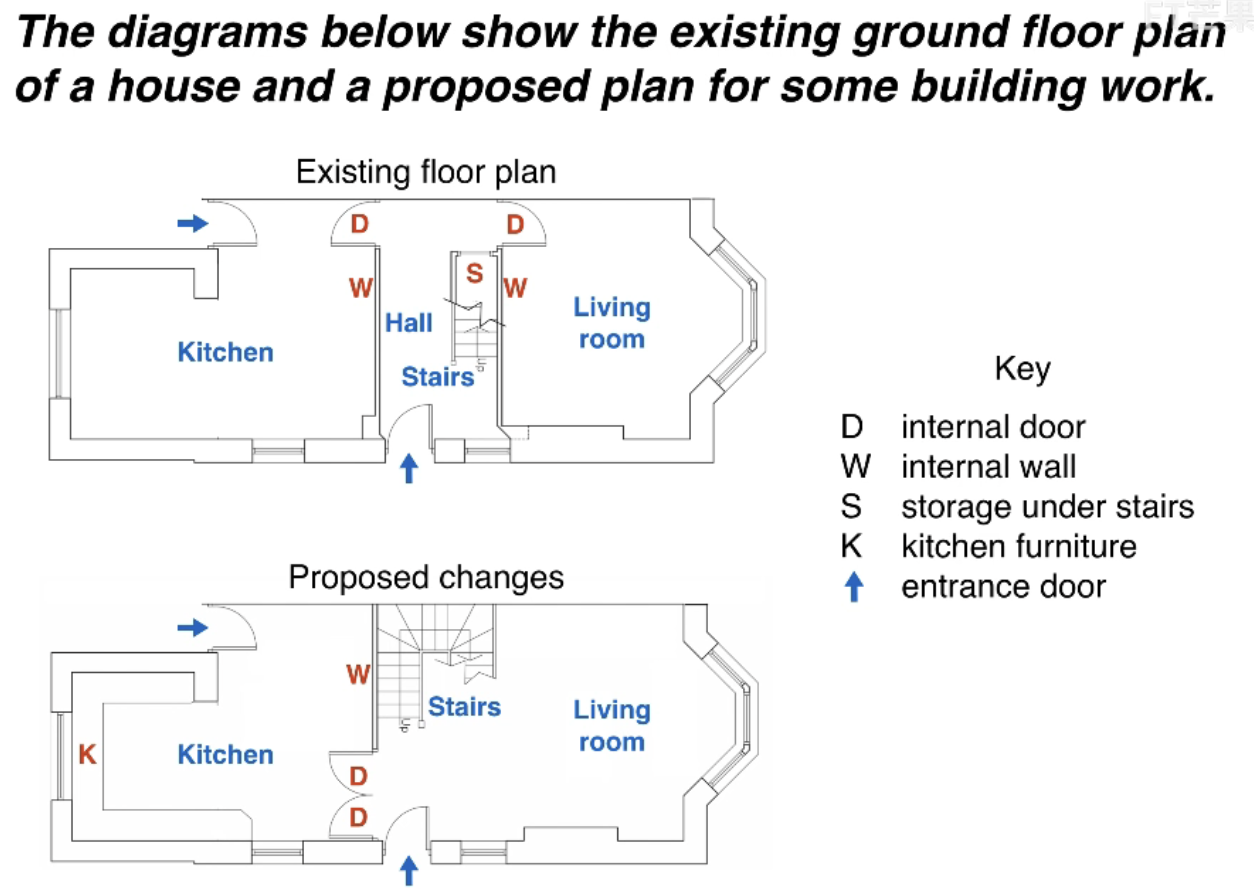 The diagrams below show the existing ground floor plan
of a house and a proposed plan for some building work.
Existing floor plan
D
D
W
S
W
Hall
Living
room
Kitchen
Stairs
up
Key
D internal door
W internal wall
S storage under stairs
K kitchen furniture
entrance door
Proposed changes
W
Stairs
Living
room
K
Kitchen
up
D
D